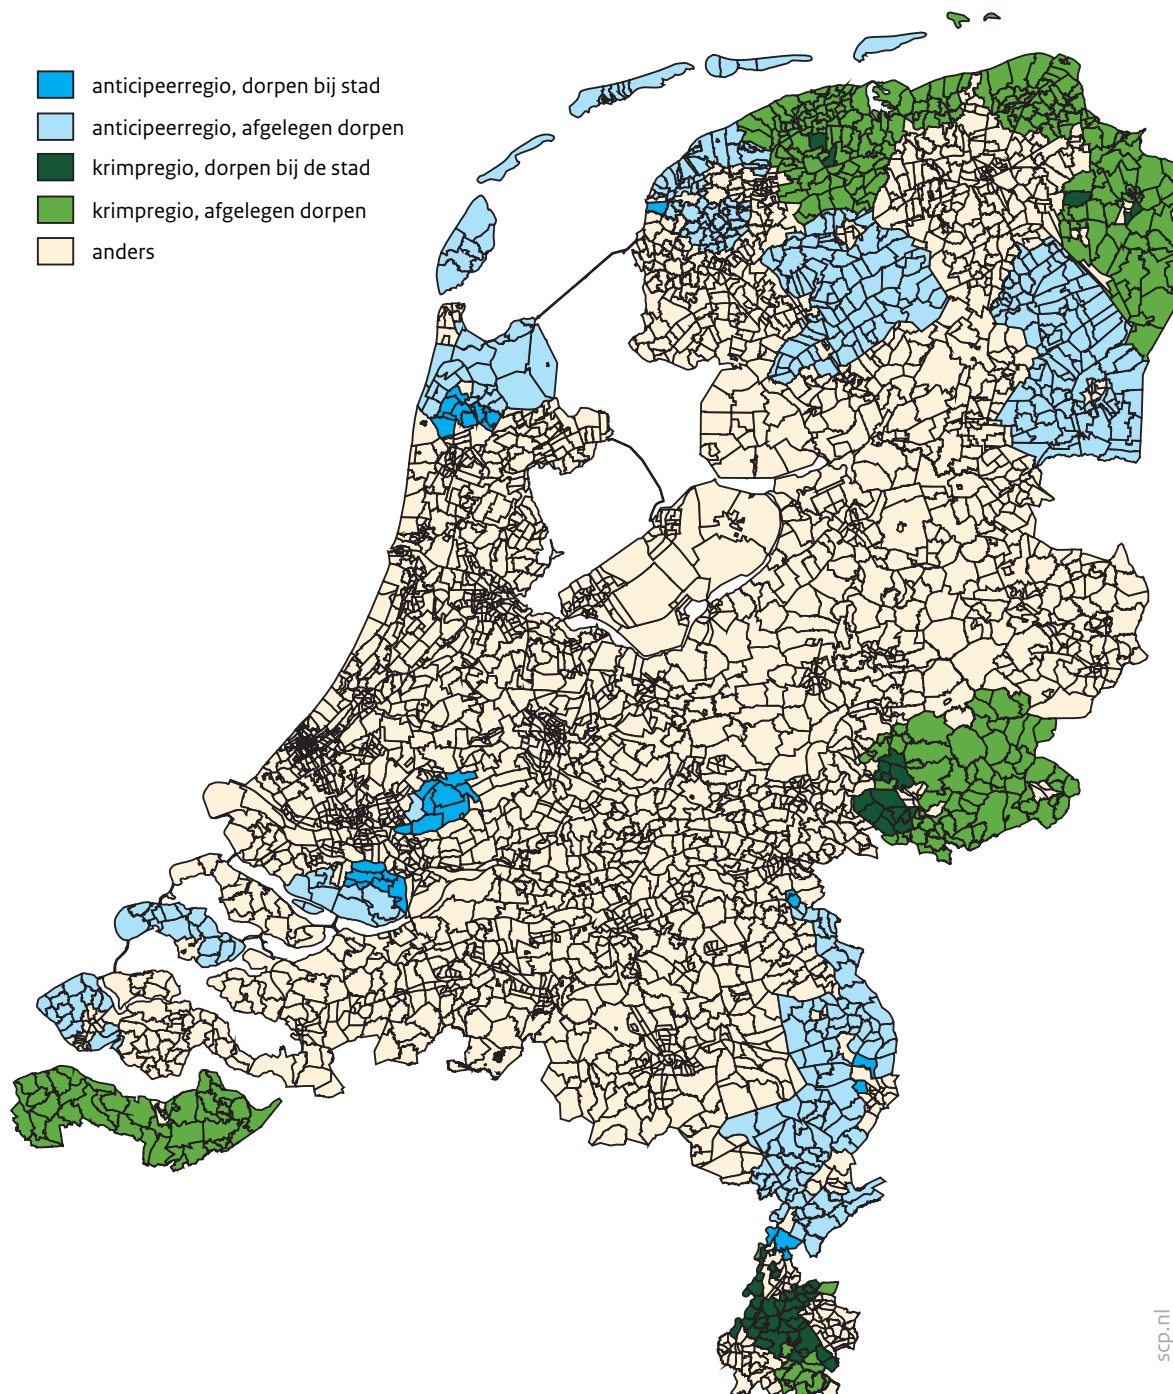 anticipeerregio, dorpen bij stad
anticipeerregio, afgelegen dorpen
krimpregio, dorpen bij de stad
krimpregio, afgelegen dorpen
anders
scp.nl